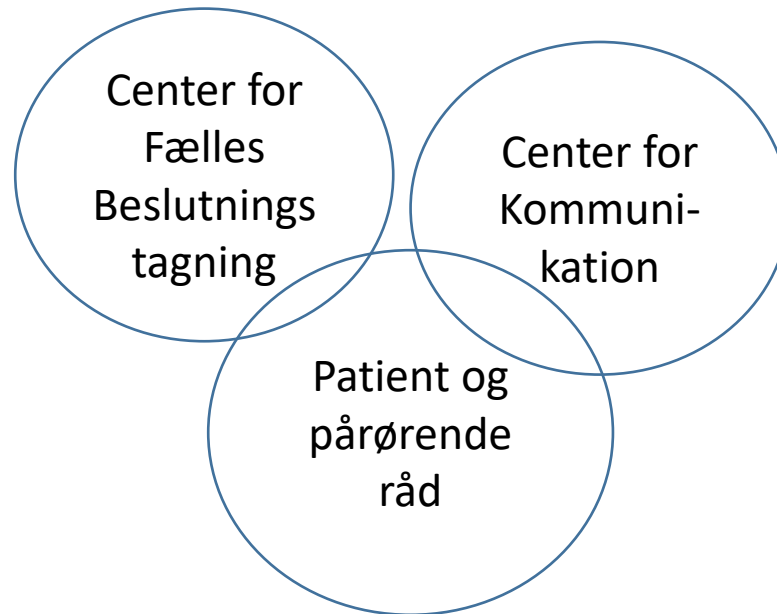 Center for
Fælles
Beslutnings
tagning
Center for
Kommuni-
kation
Patient og
pårørende
råd